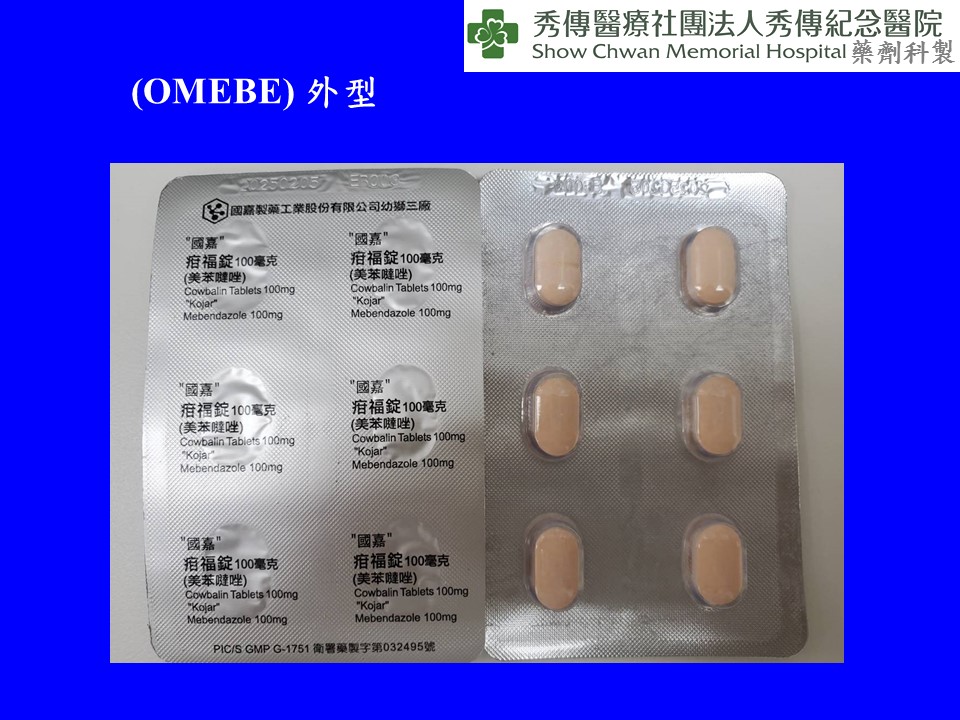 秀傳醫療社團法人秀傳紀念醫院
Show Chwan Memorial Hospital 藥劑科製
(OMEBE) 外型
國嘉製藥工業股份有限公司幼獅三廠
"國嘉"
疳福錠100毫克
(美苯噠唑)
Cowbalin Tablets 100mg
"Kojar"
Mebendazole 100mg
"國嘉"
疳福錠100毫克
(美苯噠唑)
Cowbalin Tablets 100mg
"Kojar"
Mebendazole 100mg
"國嘉"
疳福錠100毫克
(美苯噠唑)
Cowbalin Tablets 100mg
"Kojar"
Mebendazole 100mg
"國嘉"
疳福錠100毫克
(美苯噠唑)
Cowbalin Tablets 100mg
"Kojar"
Mebendazole 100mg
"國嘉"
疳福錠100毫克
(美苯噠唑)
Cowbalin Tablets 100mg
"Kojar"
Mebendazole 100mg
"國嘉"
疳福錠100毫克
(美苯噠唑)
Cowbalin Tablets 100mg
"Kojar"
Mebendazole 100mg
PIC/S GMP G-1751 衛署藥製字第032495號